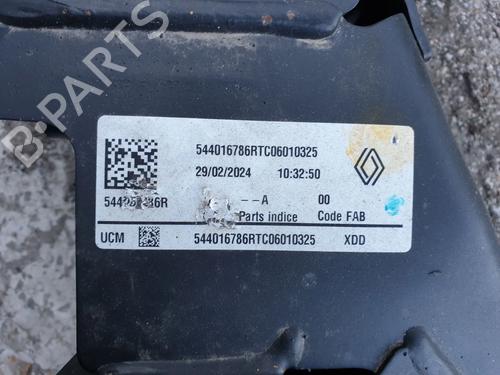 B-PARTS
544016786RTC06010325
29/02/2024 10:32:50
--A 00
Parts indice Code FAB
UCM 544016786RTC06010325 XDD